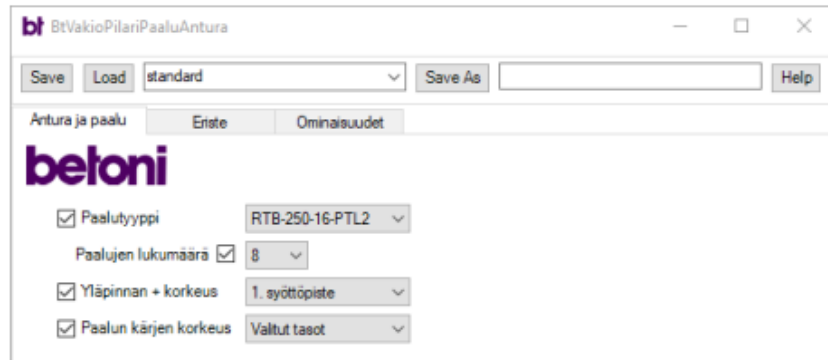 bt BtVakioPilariPaaluAntura
Save Load standard Save As Help
Antura ja paalu Eriste Ominaisuudet
betoni
Paalutyyppi RTB-250-16-PTL2
Paalujen lukumäärä 8
Yläpinnan + korkeus 1. syöttöpiste
Paalun kärjen korkeus Valitut tasot